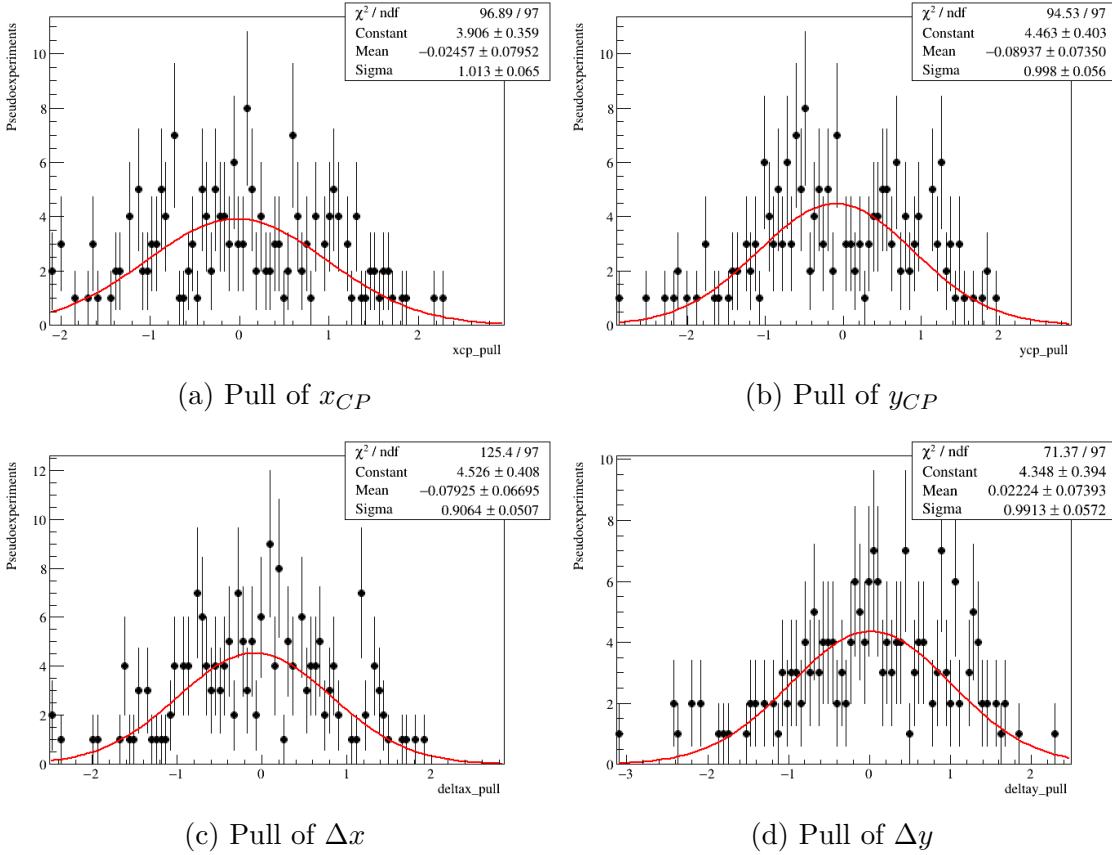 χ² / ndf 96.89 / 97
Constant 3.906 ± 0.359
Mean −0.02457 ± 0.07952
Sigma 1.013 ± 0.065
Pseudoexperiments
10
8
6
4
2
0
−2 −1 0 1 2
xcp_pull
(a) Pull of x_{CP}
χ² / ndf 94.53 / 97
Constant 4.463 ± 0.403
Mean −0.08937 ± 0.07350
Sigma 0.998 ± 0.056
Pseudoexperiments
10
8
6
4
2
0
−2 −1 0 1 2
ycp_pull
(b) Pull of y_{CP}
χ² / ndf 125.4 / 97
Constant 4.526 ± 0.408
Mean −0.07925 ± 0.06695
Sigma 0.9064 ± 0.0507
Pseudoexperiments
12
10
8
6
4
2
0
−2 −1 0 1 2
deltax_pull
(c) Pull of Δx
χ² / ndf 71.37 / 97
Constant 4.348 ± 0.394
Mean 0.02224 ± 0.07393
Sigma 0.9913 ± 0.0572
Pseudoexperiments
10
8
6
4
2
0
−3 −2 −1 0 1 2
deltay_pull
(d) Pull of Δy